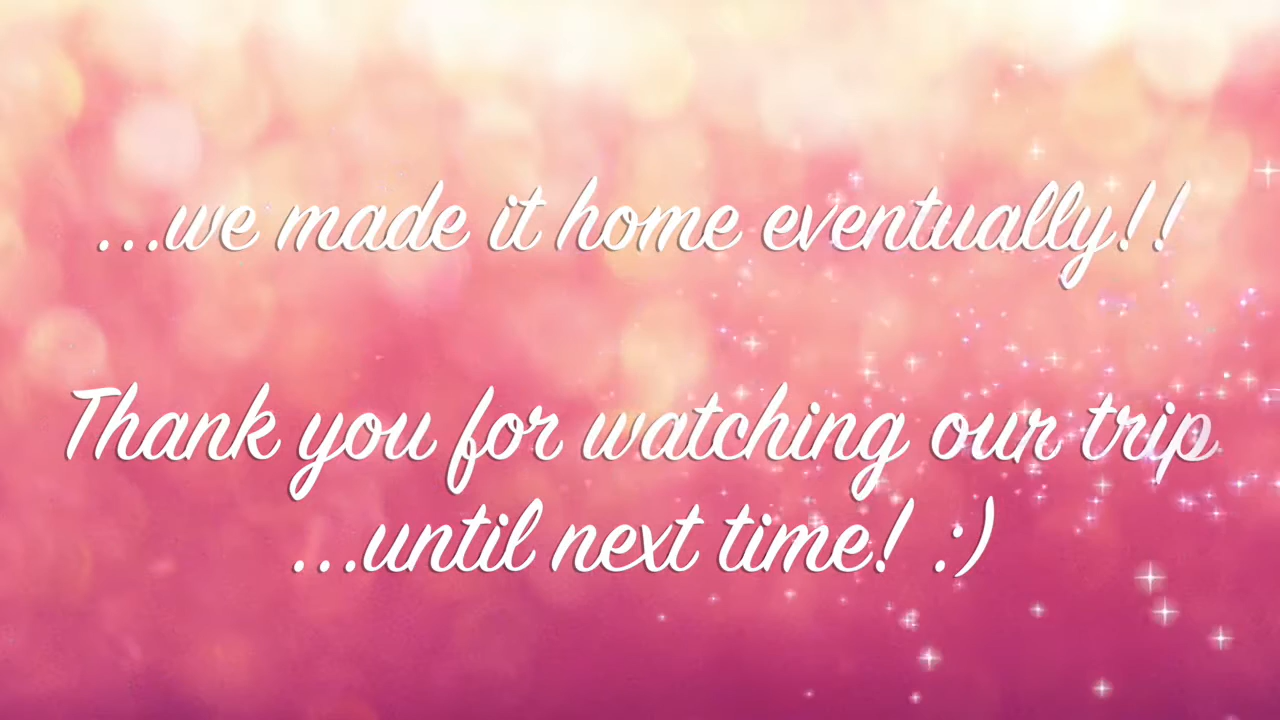 ...we made it home eventually!!
Thank you for watching our trip
...until next time! :)